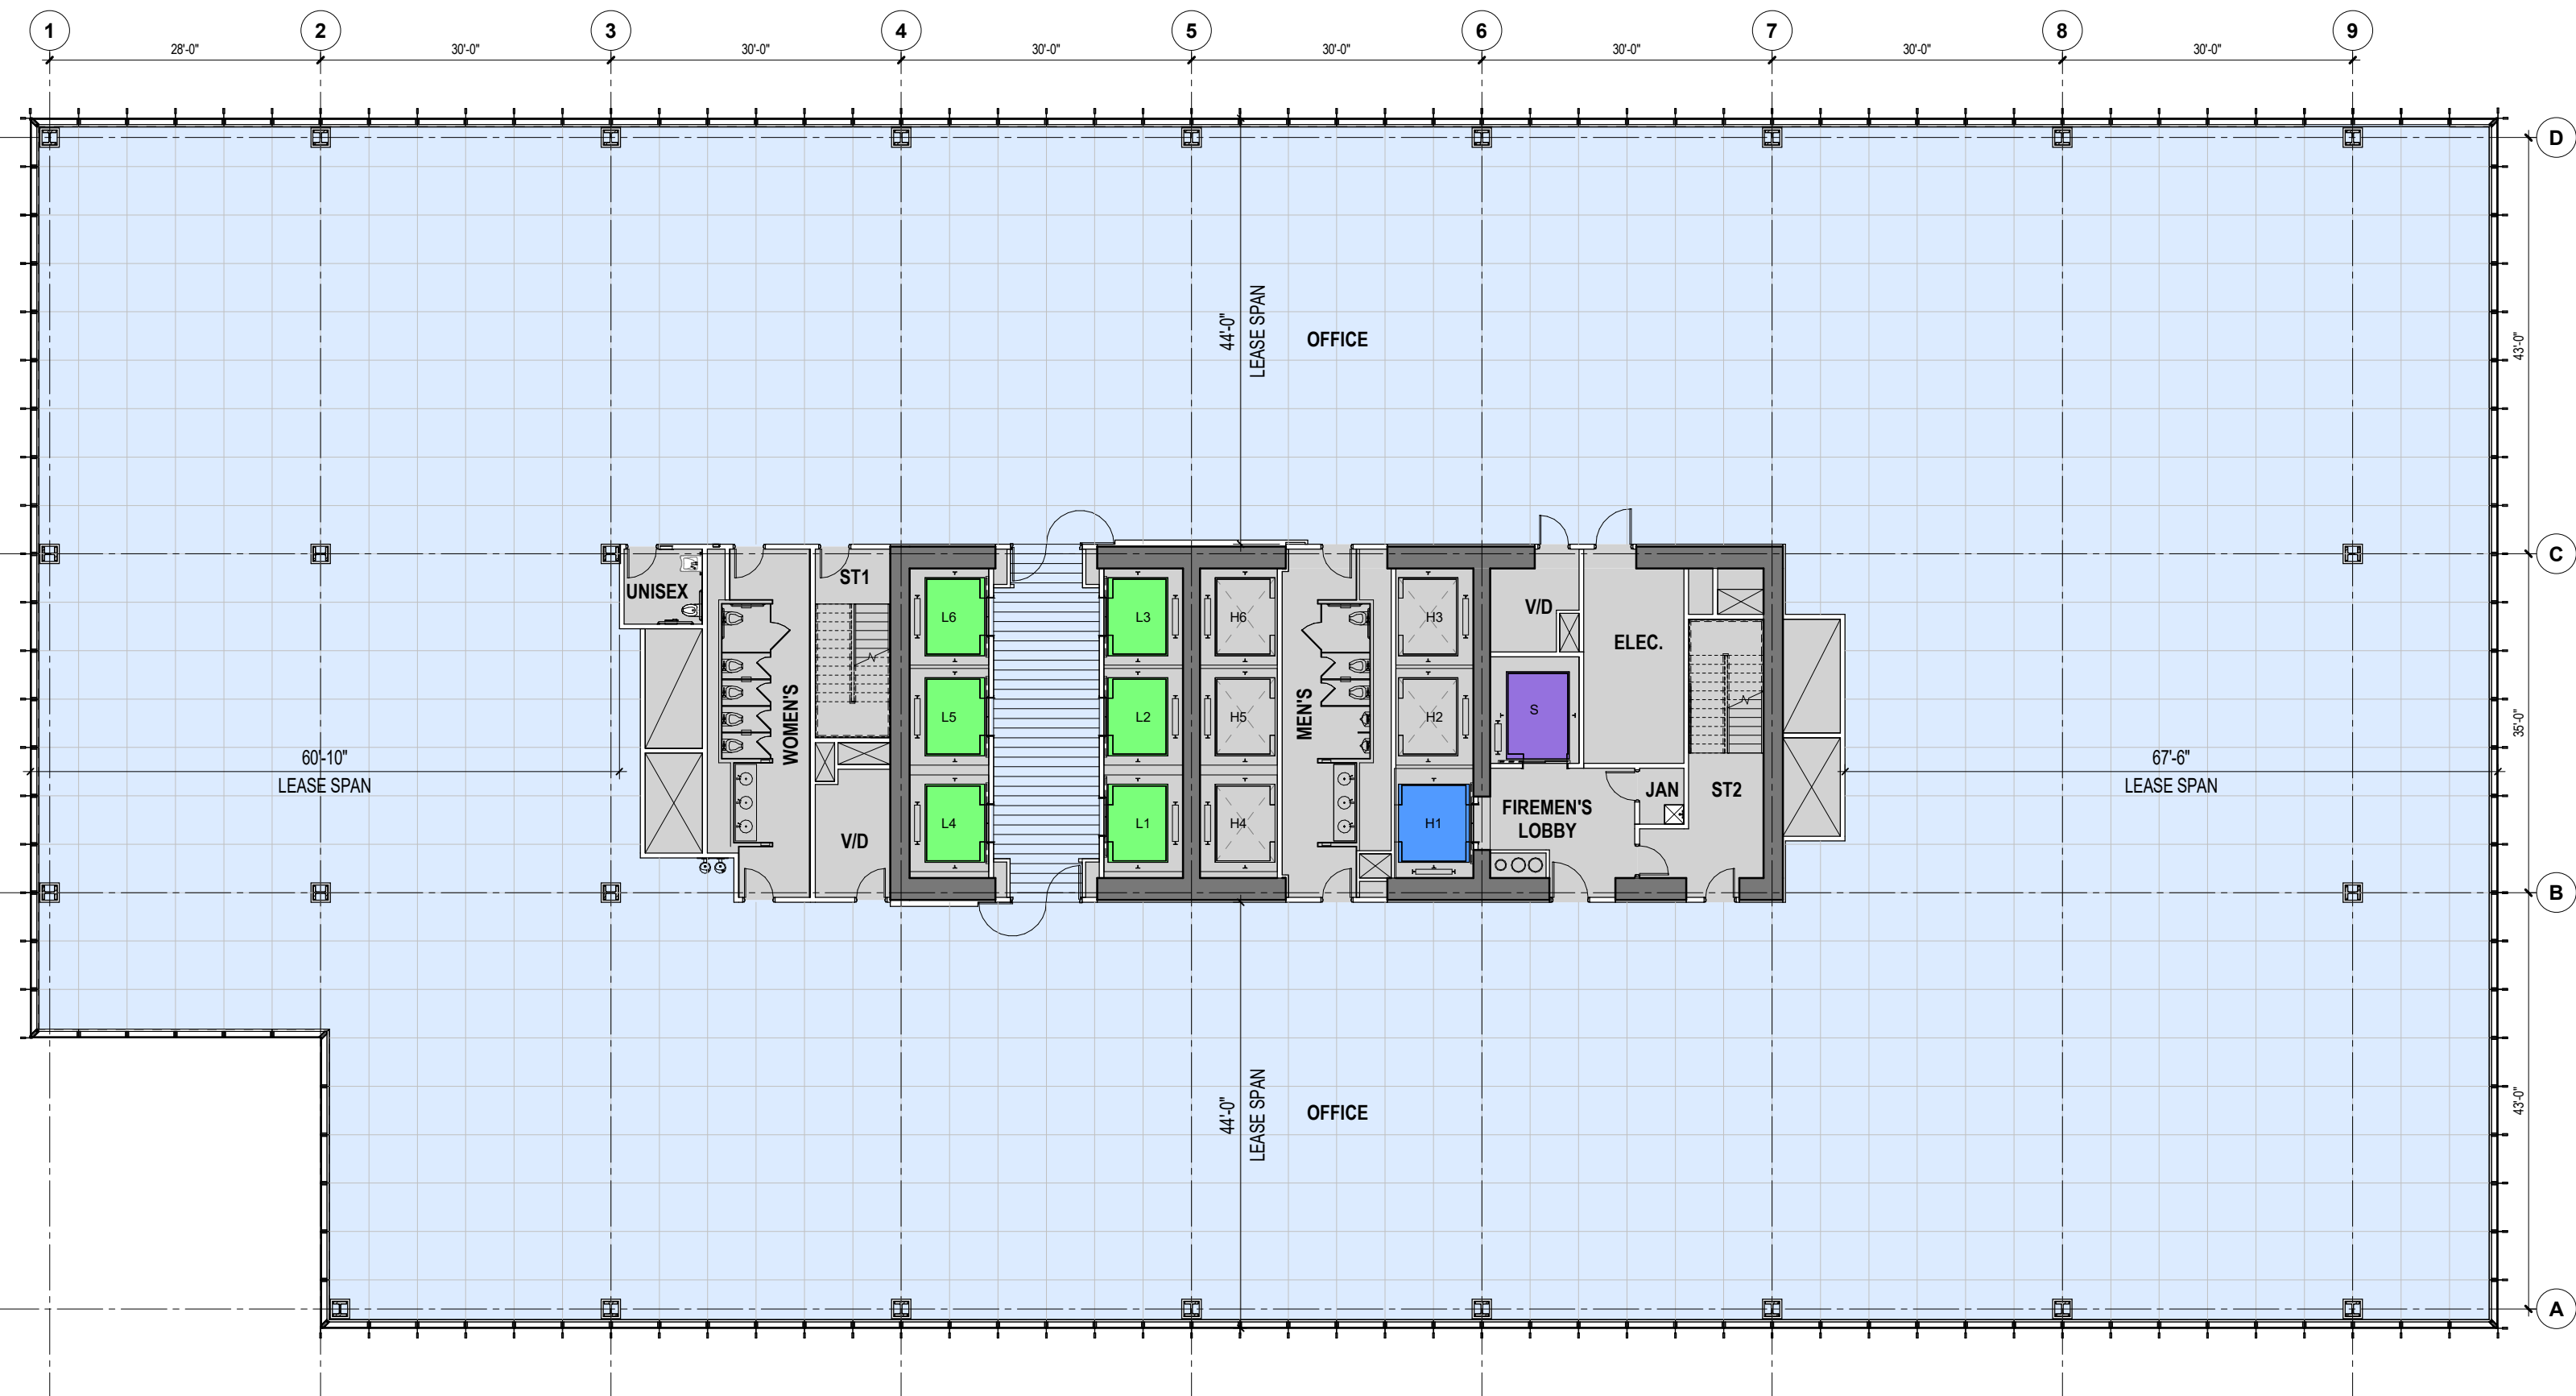 1 2 3 4 5 6 7 8 9
28'-0" 30'-0" 30'-0" 30'-0" 30'-0" 30'-0" 30'-0" 30'-0"
D
44'-0"
LEASE SPAN
OFFICE
43'-0"
C
UNISEX
ST1
WOMEN'S
V/D
L6
L5
L4
L3
L2
L1
H6
H5
H4
MEN'S
H3
H2
H1
V/D
S
ELEC.
FIREMEN'S
LOBBY
JAN
ST2
60'-10"
LEASE SPAN
67'-6"
LEASE SPAN
35'-0"
B
44'-0"
LEASE SPAN
OFFICE
43'-0"
A